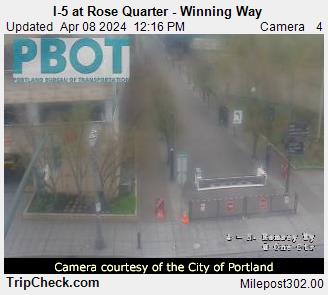 I-5 at Rose Quarter - Winning Way
Updated Apr 08 2024 12:16 PM Camera 4
PBOT
PORTLAND BUREAU OF TRANSPORTATION
Camera courtesy of the City of Portland
TripCheck.com Milepost302.00